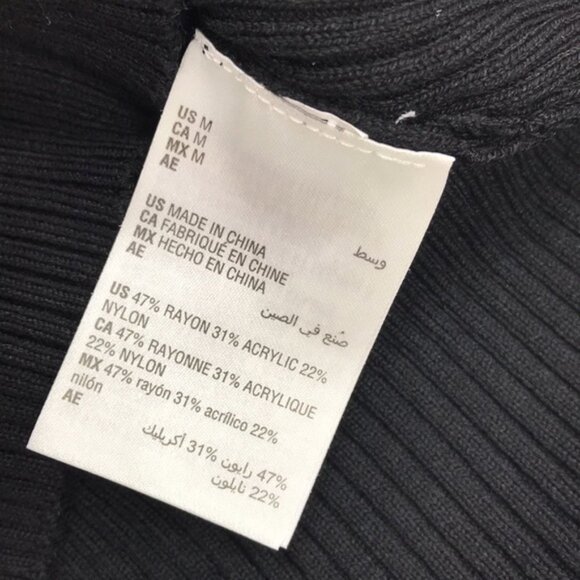 US M
CA M
MX M
AE
وسط
US MADE IN CHINA
CA FABRIQUÉ EN CHINE
MX HECHO EN CHINA
AE
صُنع في الصين
US 47% RAYON 31% ACRYLIC 22%
NYLON
CA 47% RAYONNE 31% ACRYLIQUE
22% NYLON
MX 47% rayón 31% acrílico 22%
nilón
AE
47% رايون 31% أكريليك
22% نايلون